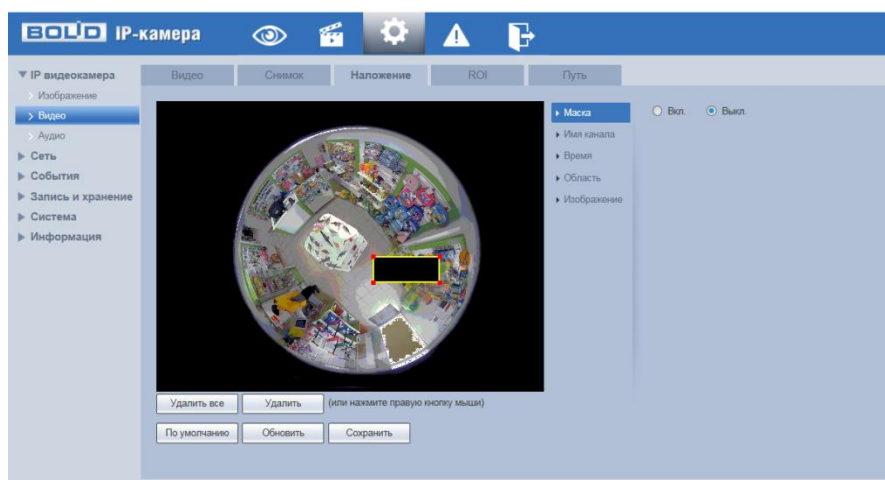 BOLID IP-камера
IP видеокамера
Изображение
Видео
Аудио
Сеть
События
Запись и хранение
Система
Информация
Видео Снимок Наложение ROI Путь
Маска
Имя канала
Время
Область
Изображение
Вкл. Выкл.
Удалить все Удалить (или нажмите правую кнопку мыши)
По умолчанию Обновить Сохранить